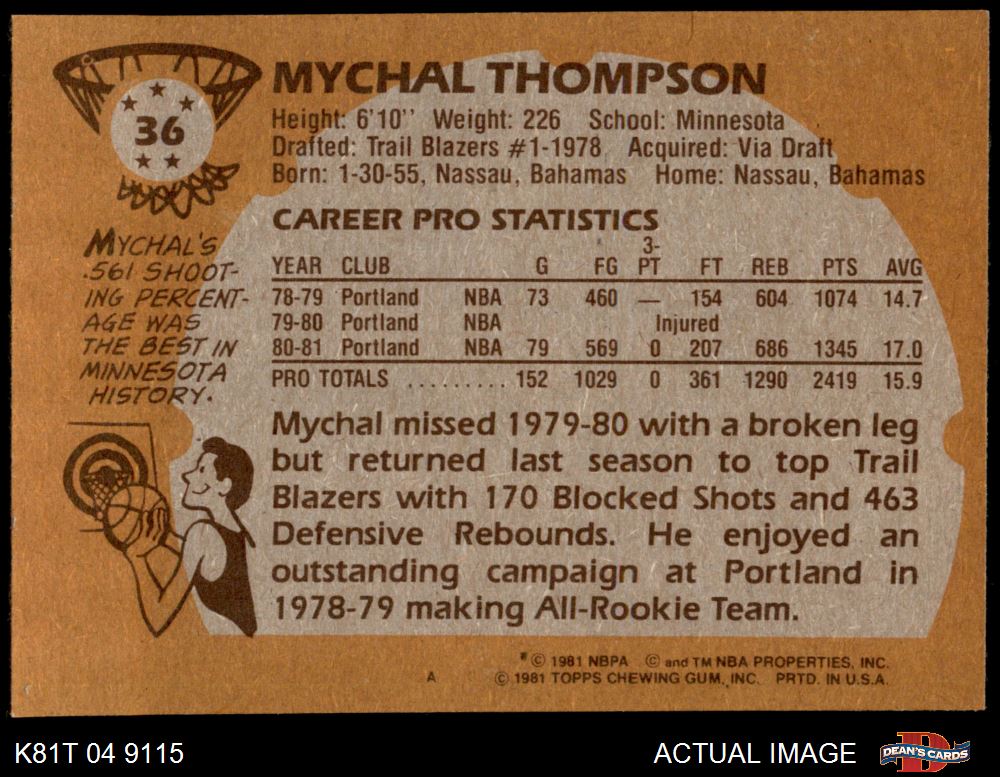 36
MYCHAL THOMPSON
Height: 6'10" Weight: 226 School: Minnesota
Drafted: Trail Blazers #1-1978 Acquired: Via Draft
Born: 1-30-55, Nassau, Bahamas Home: Nassau, Bahamas
MYCHAL'S
.561 SHOOT-
ING PERCENT-
AGE WAS
THE BEST IN
MINNESOTA
HISTORY.
CAREER PRO STATISTICS
YEAR CLUB G FG 3-PT FT REB PTS AVG
78-79 Portland NBA 73 460 — 154 604 1074 14.7
79-80 Portland NBA Injured
80-81 Portland NBA 79 569 0 207 686 1345 17.0
PRO TOTALS ......... 152 1029 0 361 1290 2419 15.9
Mychal missed 1979-80 with a broken leg
but returned last season to top Trail
Blazers with 170 Blocked Shots and 463
Defensive Rebounds. He enjoyed an
outstanding campaign at Portland in
1978-79 making All-Rookie Team.
* © 1981 NBPA © and TM NBA PROPERTIES, INC.
A © 1981 TOPPS CHEWING GUM, INC. PRTD. IN U.S.A.
K81T 04 9115 ACTUAL IMAGE DEAN'S CARDS